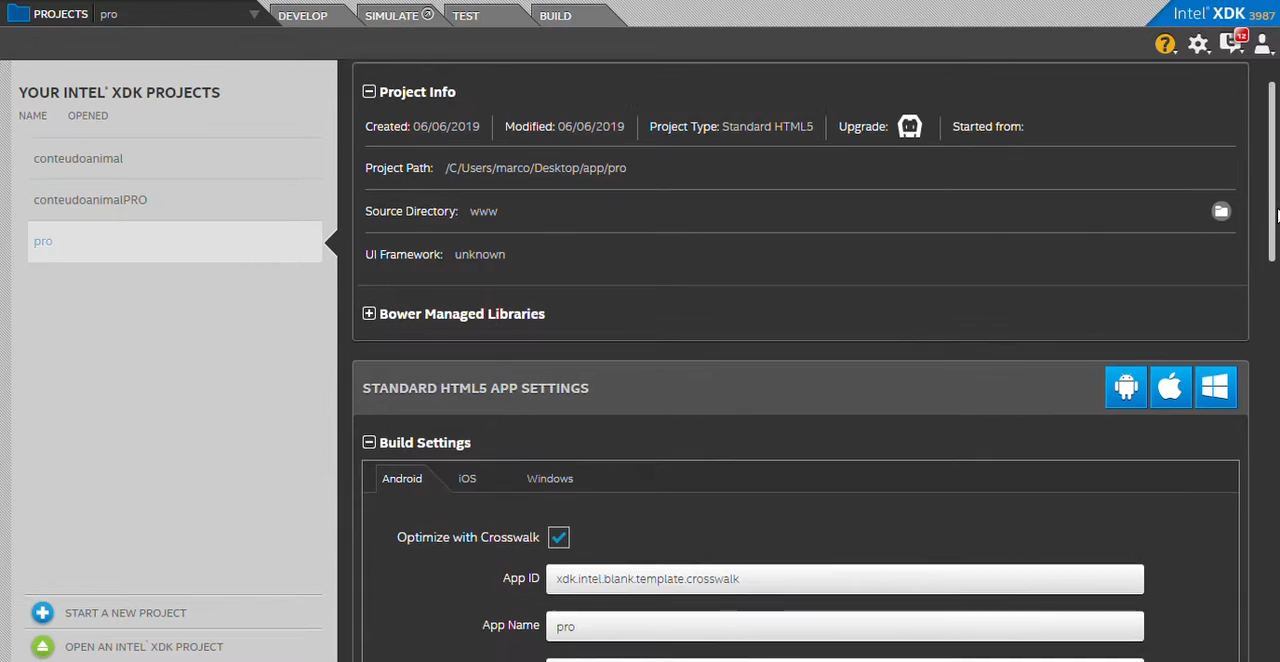 PROJECTS pro DEVELOP SIMULATE TEST BUILD Intel® XDK 3987
? 12
YOUR INTEL® XDK PROJECTS
NAME OPENED
conteudoanimal
conteudoanimalPRO
pro
START A NEW PROJECT
OPEN AN INTEL® XDK PROJECT
Project Info
Created: 06/06/2019 Modified: 06/06/2019 Project Type: Standard HTML5 Upgrade: Started from:
Project Path: /C/Users/marco/Desktop/app/pro
Source Directory: www
UI Framework: unknown
Bower Managed Libraries
STANDARD HTML5 APP SETTINGS
Build Settings
Android iOS Windows
Optimize with Crosswalk
App ID xdk.intel.blank.template.crosswalk
App Name pro